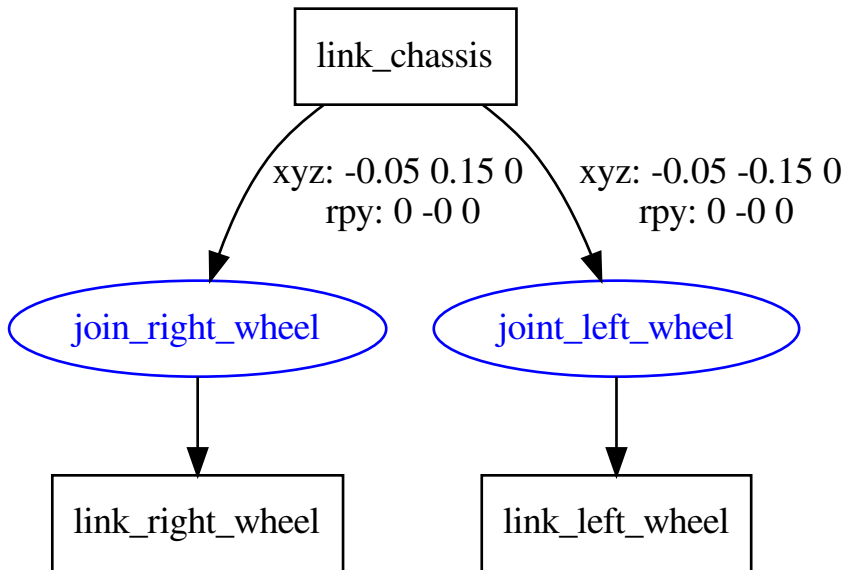 link_chassis
xyz: -0.05 0.15 0
rpy: 0 -0 0
xyz: -0.05 -0.15 0
rpy: 0 -0 0
join_right_wheel
joint_left_wheel
link_right_wheel
link_left_wheel